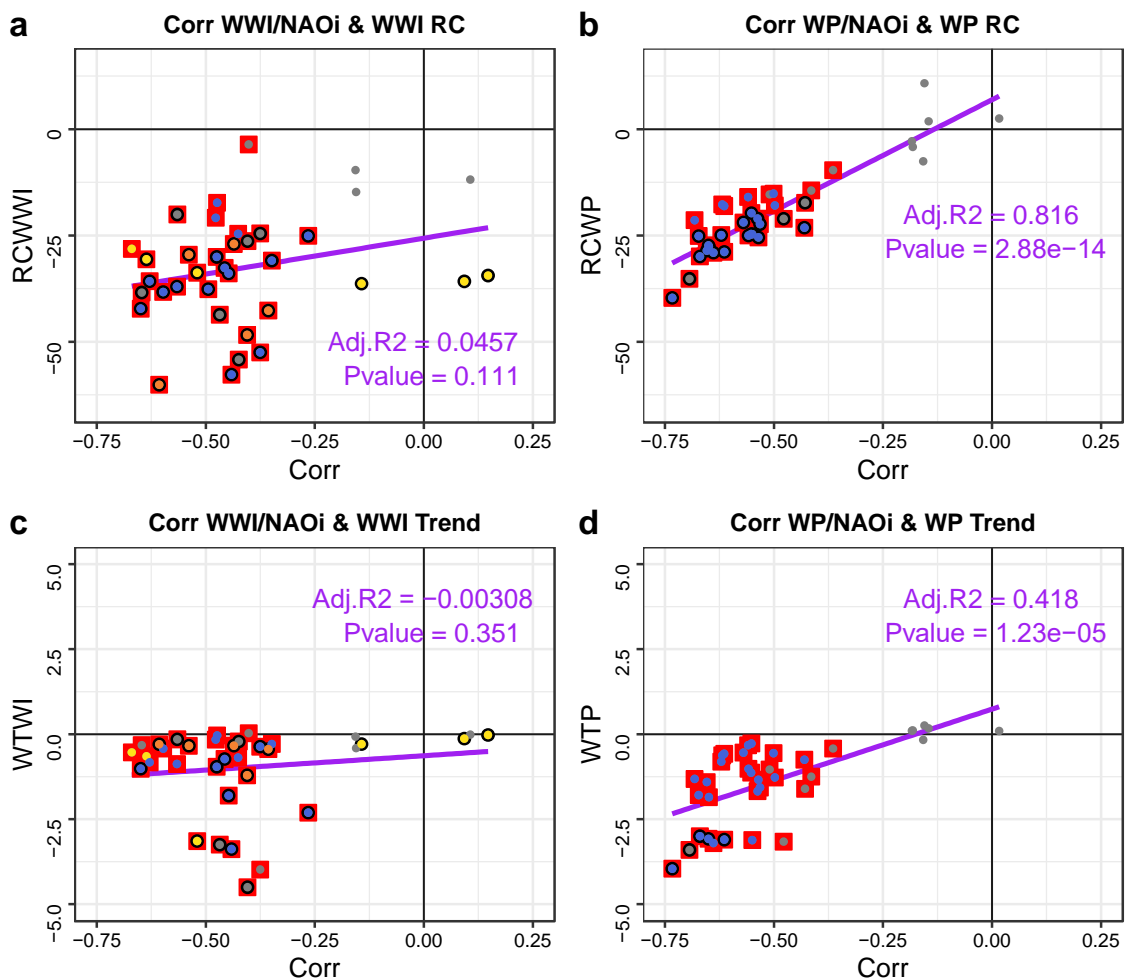 a
Corr WWI/NAOi & WWI RC
0
−25
−50
RCWWI
Adj.R2 = 0.0457
Pvalue = 0.111
−0.75
−0.50
−0.25
0.00
0.25
Corr
b
Corr WP/NAOi & WP RC
0
−25
−50
RCWP
Adj.R2 = 0.816
Pvalue = 2.88e−14
−0.75
−0.50
−0.25
0.00
0.25
Corr
c
Corr WWI/NAOi & WWI Trend
5.0
2.5
0.0
−2.5
−5.0
WTWI
Adj.R2 = −0.00308
Pvalue = 0.351
−0.75
−0.50
−0.25
0.00
0.25
Corr
d
Corr WP/NAOi & WP Trend
5.0
2.5
0.0
−2.5
−5.0
WTP
Adj.R2 = 0.418
Pvalue = 1.23e−05
−0.75
−0.50
−0.25
0.00
0.25
Corr